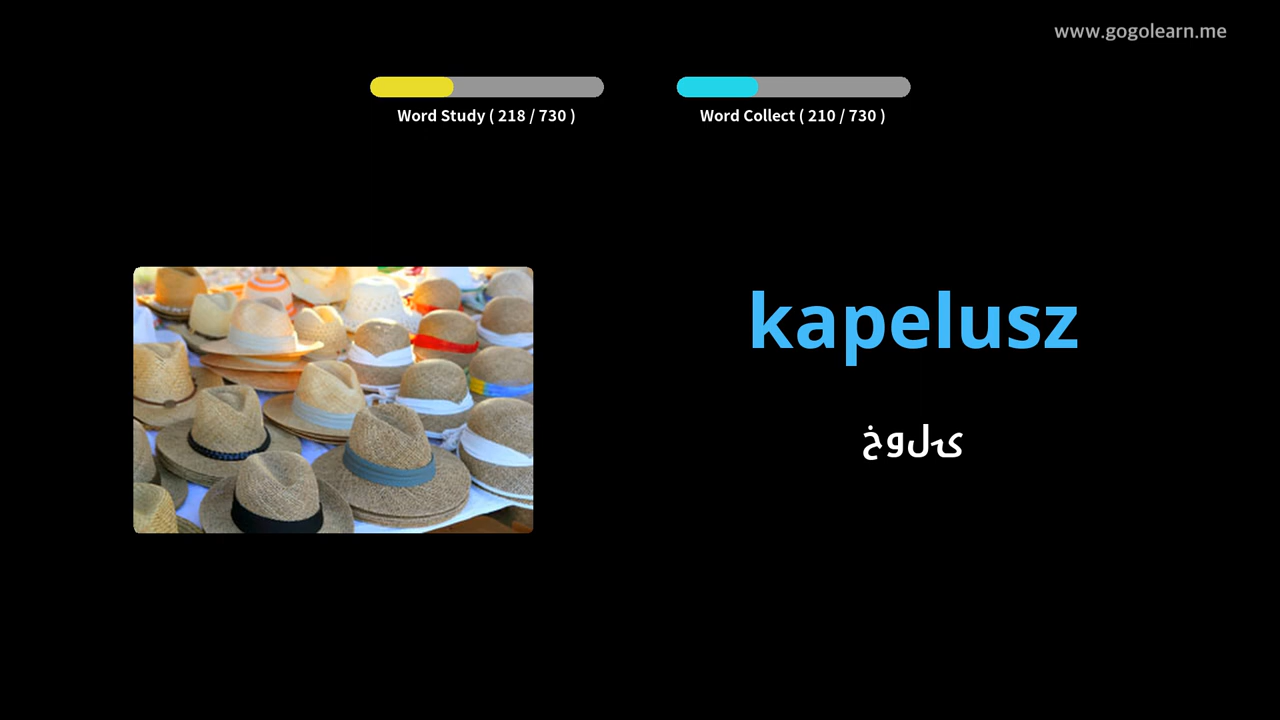 www.gogolearn.me
Word Study ( 218 / 730 )
Word Collect ( 210 / 730 )
kapelusz
خولۍ